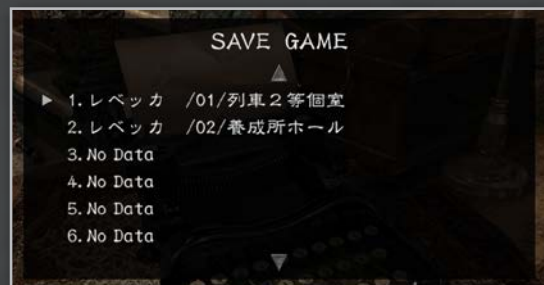 SAVE GAME
1.レベッカ /01/列車２等個室
2.レベッカ /02/養成所ホール
3.No Data
4.No Data
5.No Data
6.No Data